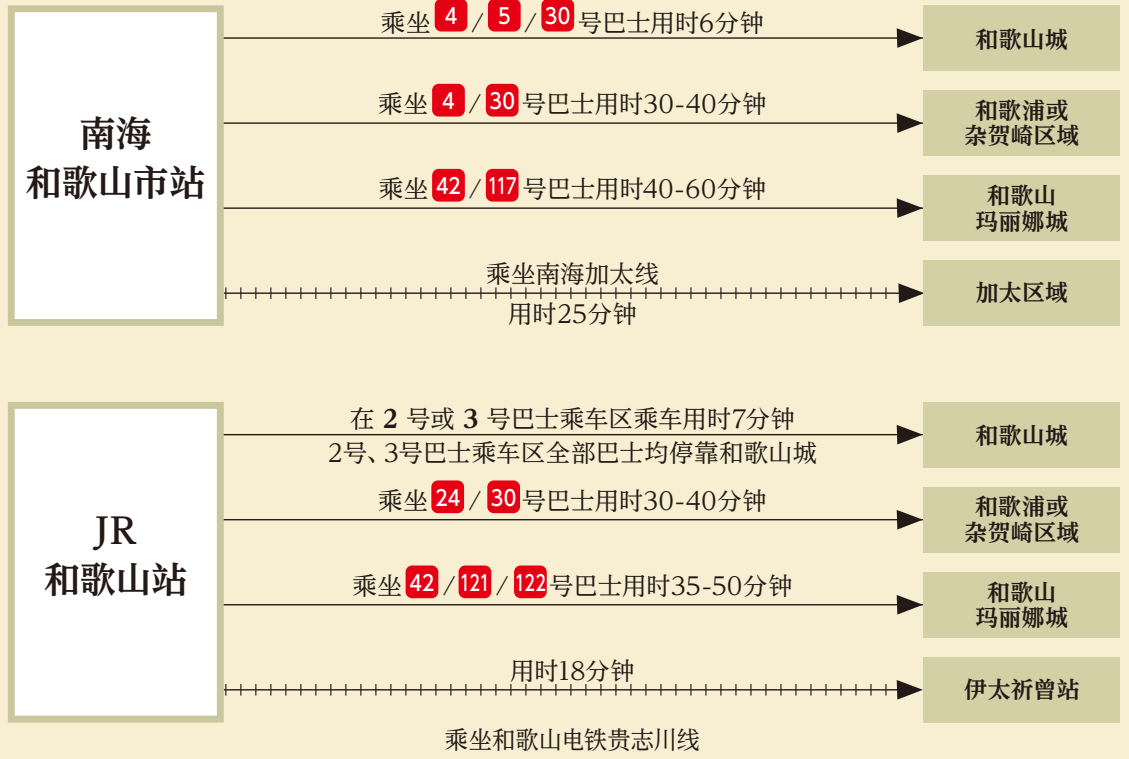 南海
和歌山市站
乘坐 4 / 5 / 30 号巴士用时6分钟
和歌山城
乘坐 4 / 30 号巴士用时30-40分钟
和歌浦或
杂贺崎区域
乘坐 42 / 117 号巴士用时40-60分钟
和歌山
玛丽娜城
乘坐南海加太线
用时25分钟
加太区域
JR
和歌山站
在 2 号或 3 号巴士乘车区乘车用时7分钟
2号、3号巴士乘车区全部巴士均停靠和歌山城
和歌山城
乘坐 24 / 30 号巴士用时30-40分钟
和歌浦或
杂贺崎区域
乘坐 42 / 121 / 122 号巴士用时35-50分钟
和歌山
玛丽娜城
用时18分钟
乘坐和歌山电铁贵志川线
伊太祈曾站